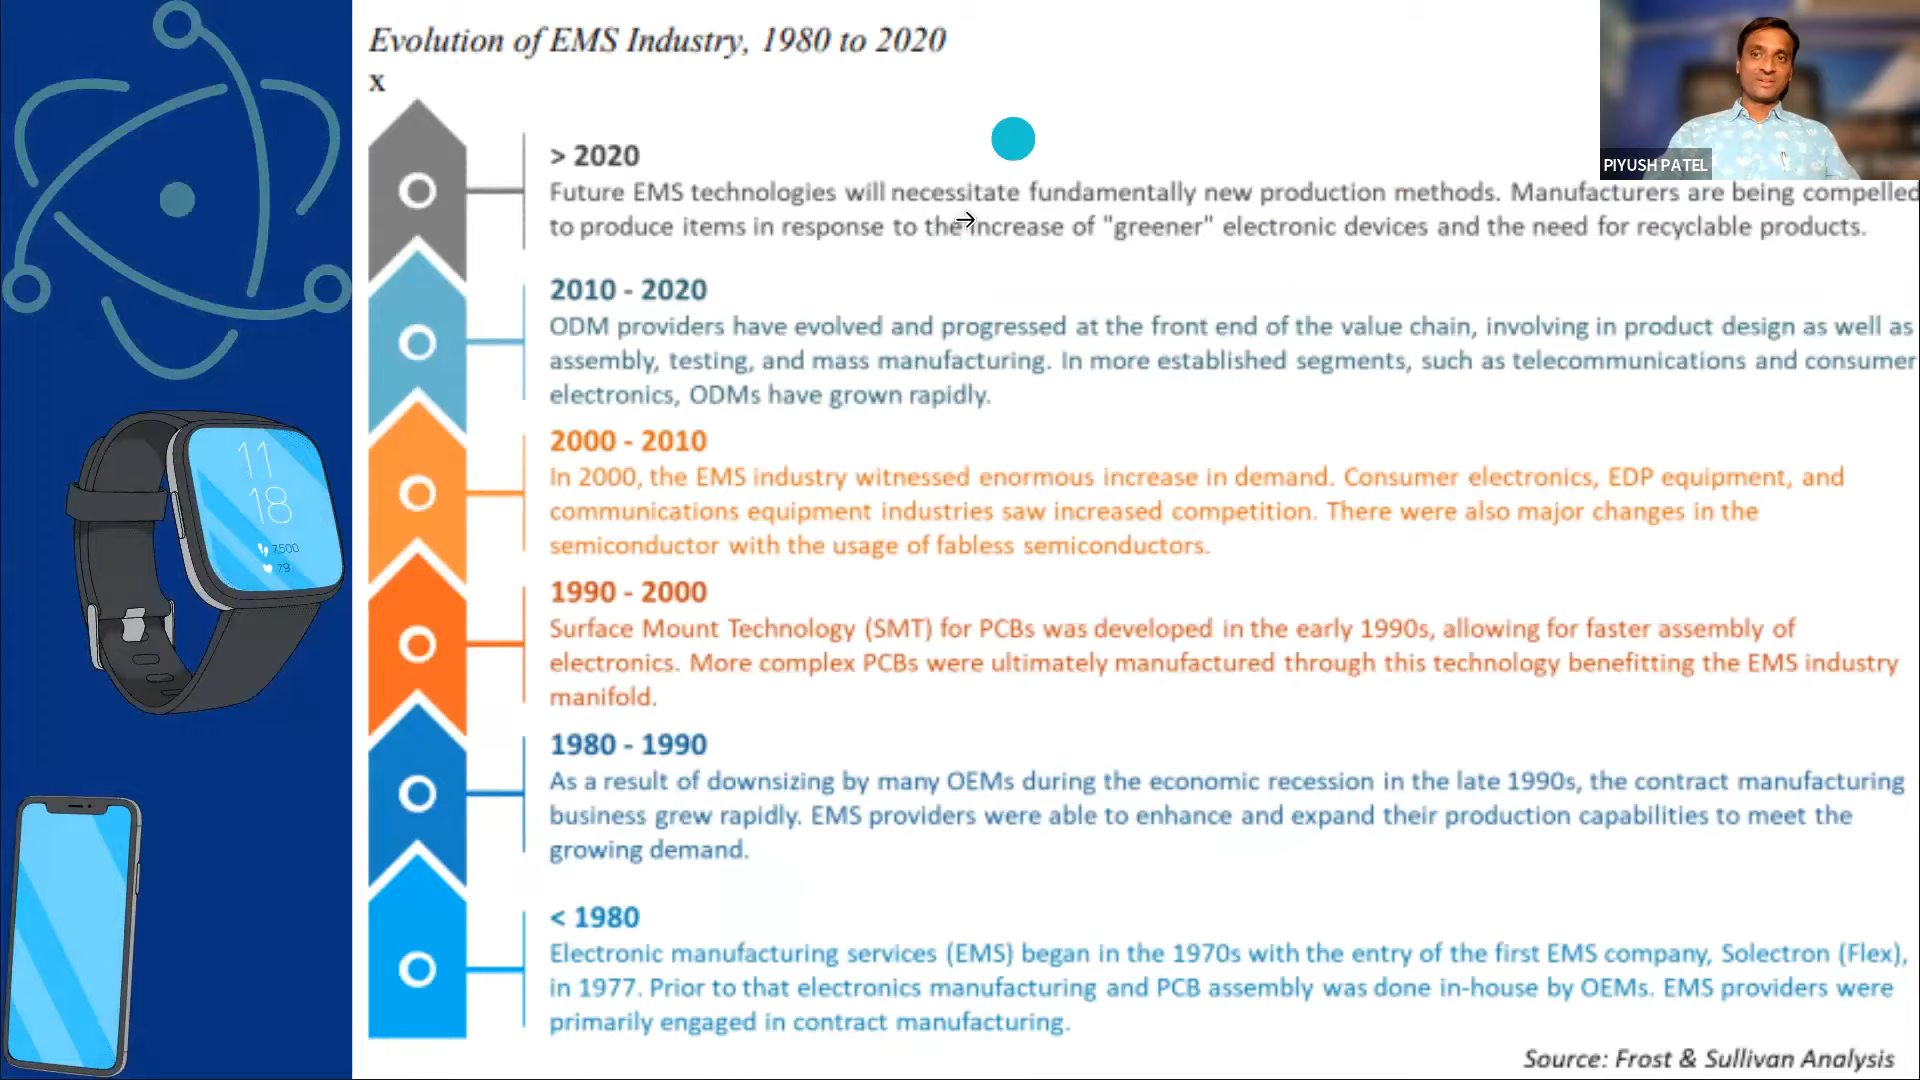 Evolution of EMS Industry, 1980 to 2020
x
PIYUSH PATEL
> 2020
Future EMS technologies will necessitate fundamentally new production methods. Manufacturers are being compelled
to produce items in response to the increase of "greener" electronic devices and the need for recyclable products.
2010 - 2020
ODM providers have evolved and progressed at the front end of the value chain, involving in product design as well as
assembly, testing, and mass manufacturing. In more established segments, such as telecommunications and consumer
electronics, ODMs have grown rapidly.
2000 - 2010
In 2000, the EMS industry witnessed enormous increase in demand. Consumer electronics, EDP equipment, and
communications equipment industries saw increased competition. There were also major changes in the
semiconductor with the usage of fabless semiconductors.
1990 - 2000
Surface Mount Technology (SMT) for PCBs was developed in the early 1990s, allowing for faster assembly of
electronics. More complex PCBs were ultimately manufactured through this technology benefitting the EMS industry
manifold.
1980 - 1990
As a result of downsizing by many OEMs during the economic recession in the late 1990s, the contract manufacturing
business grew rapidly. EMS providers were able to enhance and expand their production capabilities to meet the
growing demand.
< 1980
Electronic manufacturing services (EMS) began in the 1970s with the entry of the first EMS company, Solectron (Flex),
in 1977. Prior to that electronics manufacturing and PCB assembly was done in-house by OEMs. EMS providers were
primarily engaged in contract manufacturing.
Source: Frost & Sullivan Analysis
11
18
7500
79